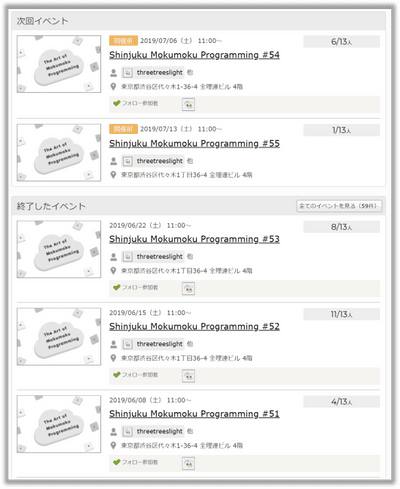 次回イベント
The Art of Mokumoku Programming
開催前 2019/07/06（土） 11:00～
6/13人
Shinjuku Mokumoku Programming #54
threetreeslight 他
東京都渋谷区代々木1-36-4 全理連ビル 4階
フォロー参加者
The Art of Mokumoku Programming
開催前 2019/07/13（土） 11:00～
1/13人
Shinjuku Mokumoku Programming #55
threetreeslight 他
東京都渋谷区代々木1丁目36-4 全理連ビル 4階
終了したイベント
全てのイベントを見る（59件）
The Art of Mokumoku Programming
2019/06/22（土） 11:00～
8/13人
Shinjuku Mokumoku Programming #53
threetreeslight 他
東京都渋谷区代々木1丁目36-4 全理連ビル 4階
フォロー参加者
The Art of Mokumoku Programming
2019/06/15（土） 11:00～
11/13人
Shinjuku Mokumoku Programming #52
threetreeslight 他
東京都渋谷区代々木1丁目36-4 全理連ビル 4階
フォロー参加者
The Art of Mokumoku Programming
2019/06/08（土） 11:00～
4/13人
Shinjuku Mokumoku Programming #51
threetreeslight 他
東京都渋谷区代々木1-36-4 全理連ビル 4階
フォロー参加者